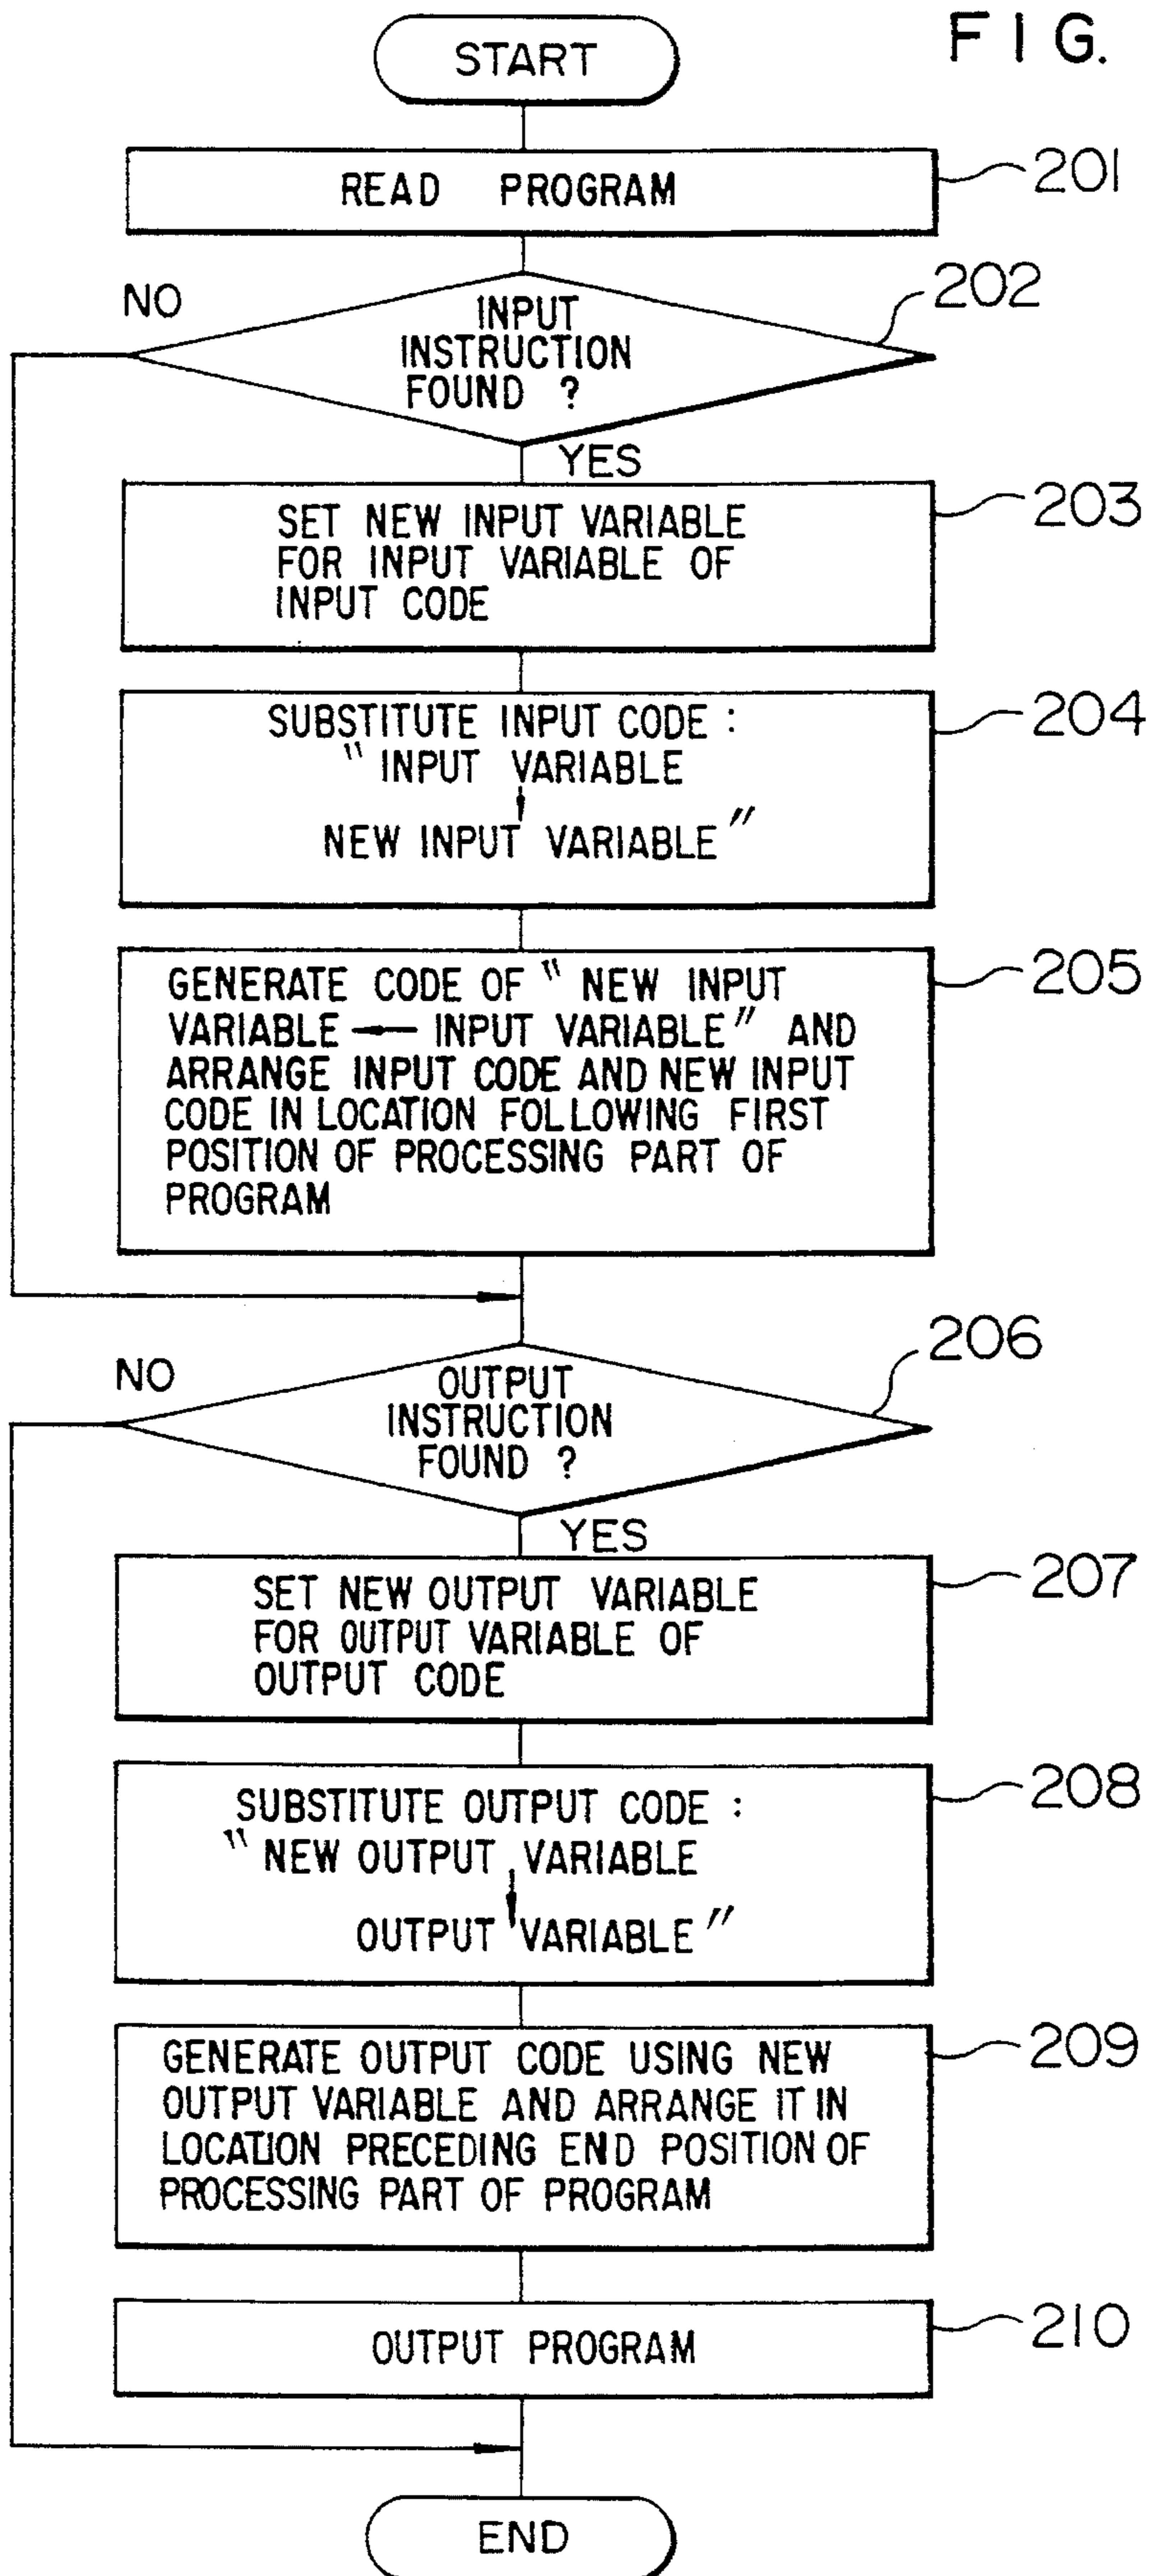 FIG.
START
READ PROGRAM
201
NO
INPUT
INSTRUCTION
FOUND ?
202
YES
SET NEW INPUT VARIABLE
FOR INPUT VARIABLE OF
INPUT CODE
203
SUBSTITUTE INPUT CODE :
" INPUT VARIABLE
↓
NEW INPUT VARIABLE "
204
GENERATE CODE OF " NEW INPUT
VARIABLE ← INPUT VARIABLE " AND
ARRANGE INPUT CODE AND NEW INPUT
CODE IN LOCATION FOLLOWING FIRST
POSITION OF PROCESSING PART OF
PROGRAM
205
NO
OUTPUT
INSTRUCTION
FOUND ?
206
YES
SET NEW OUTPUT VARIABLE
FOR OUTPUT VARIABLE OF
OUTPUT CODE
207
SUBSTITUTE OUTPUT CODE :
" NEW OUTPUT VARIABLE
↓
OUTPUT VARIABLE "
208
GENERATE OUTPUT CODE USING NEW
OUTPUT VARIABLE AND ARRANGE IT IN
LOCATION PRECEDING END POSITION OF
PROCESSING PART OF PROGRAM
209
OUTPUT PROGRAM
210
END